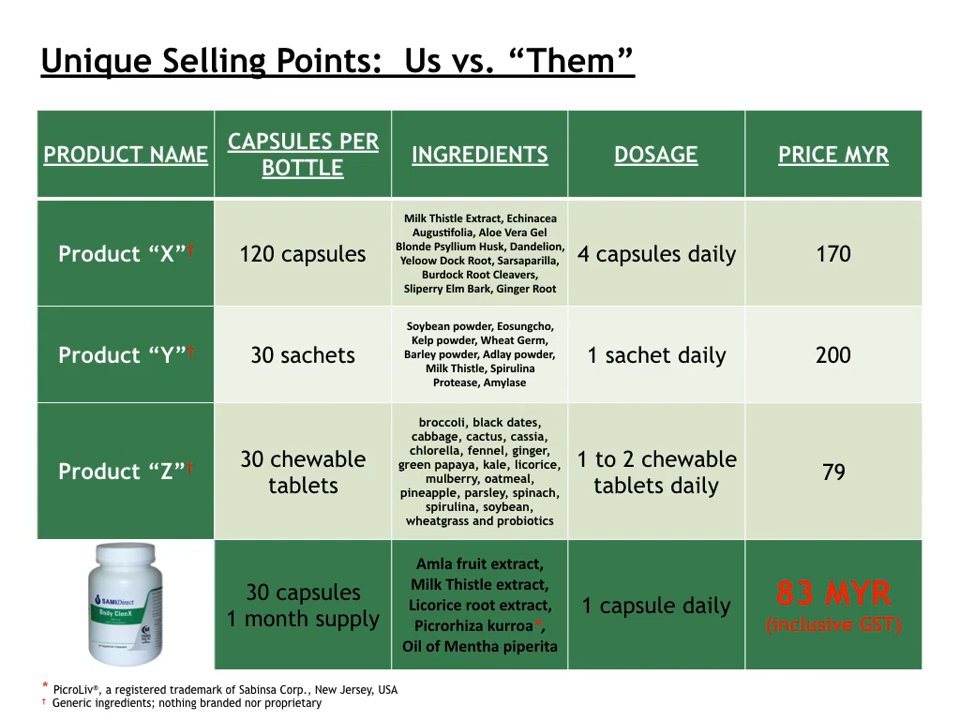 Unique Selling Points:  Us vs. “Them”
PRODUCT NAME
CAPSULES PER
BOTTLE
INGREDIENTS
DOSAGE
PRICE MYR
Product “X”†
120 capsules
Milk Thistle Extract, Echinacea
Augustifolia, Aloe Vera Gel
Blonde Psyllium Husk, Dandelion,
Yeloow Dock Root, Sarsaparilla,
Burdock Root Cleavers,
Sliperry Elm Bark, Ginger Root
4 capsules daily
170
Product “Y”†
30 sachets
Soybean powder, Eosungcho,
Kelp powder, Wheat Germ,
Barley powder, Adlay powder,
Milk Thistle, Spirulina
Protease, Amylase
1 sachet daily
200
Product “Z”†
30 chewable
tablets
broccoli, black dates,
cabbage, cactus, cassia,
chlorella, fennel, ginger,
green papaya, kale, licorice,
mulberry, oatmeal,
pineapple, parsley, spinach,
spirulina, soybean,
wheatgrass and probiotics
1 to 2 chewable
tablets daily
79
SAMIDirect
Body ClenX
30 capsules
1 month supply
Amla fruit extract,
Milk Thistle extract,
Licorice root extract,
Picrorhiza kurroa*,
Oil of Mentha piperita
1 capsule daily
83 MYR
(inclusive GST)
* PicroLiv®, a registered trademark of Sabinsa Corp., New Jersey, USA
† Generic ingredients; nothing branded nor proprietary